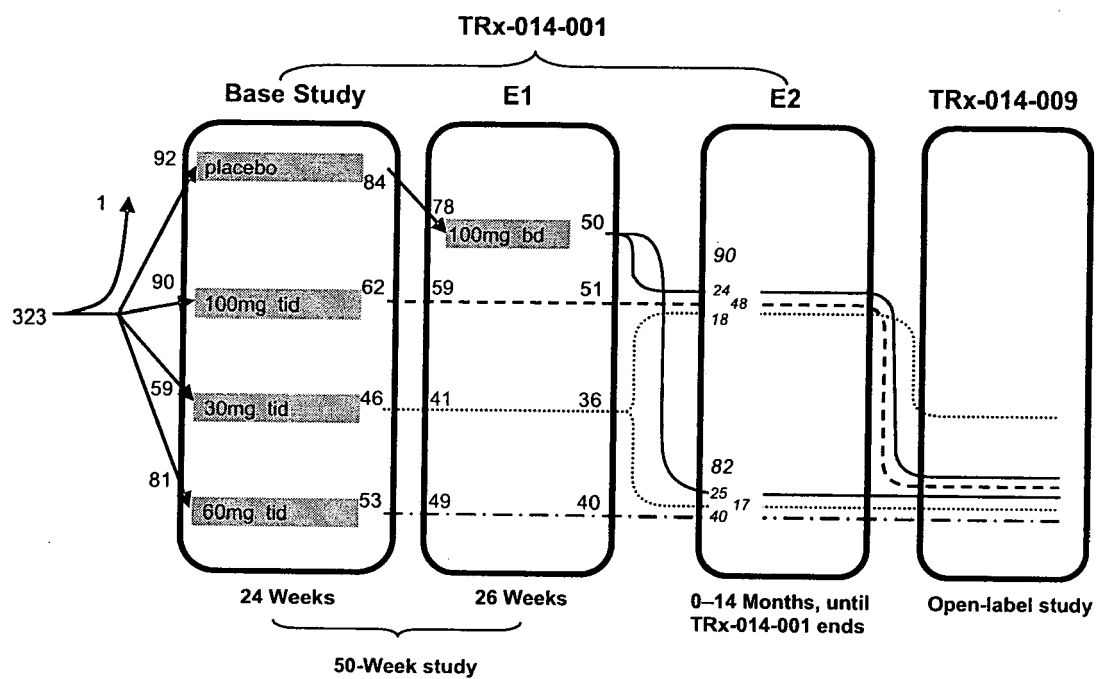 TRx-014-001
Base Study
E1
E2
TRx-014-009
92
placebo
84
1
78
100mg bd
50
90
90
100mg tid
62
59
51
24
48
18
323
59
30mg tid
46
41
36
82
81
60mg tid
53
49
40
25
17
40
24 Weeks
26 Weeks
0–14 Months, until
TRx-014-001 ends
Open-label study
50-Week study